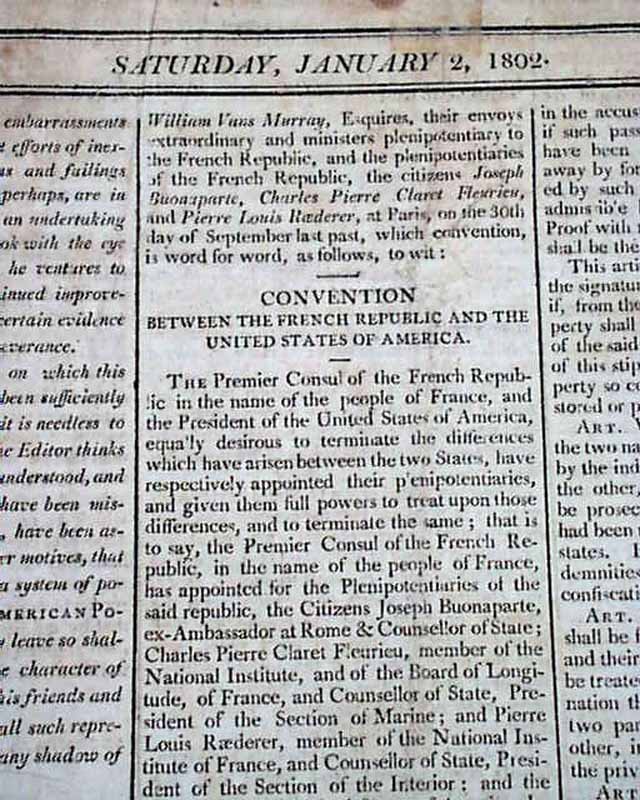 SATURDAY, JANUARY 2, 1802.
embarrassments
efforts of ines-
and failings
perhaps, are in
an undertaking
with the eye
he ventures to
improve-
certain evidence
on which this
been sufficiently
it is needless to
Editor thinks
understood, and
have been mis-
, have been as-
motives, that
a system of po-
MERICAN PO-
leave so shal-
character of
his friends and
all such repre-
any shadow of
William Vans Murray, Esquires, their envoys
extraordinary and ministers plenipotentiary to
the French Republic, and the plenipotentiaries
of the French Republic, the citizens Joseph
Buonaparte, Charles Pierre Claret Fleurieu,
and Pierre Louis Rœderer, at Paris, on the 30th
day of September last past, which convention,
is word for word, as follows, to wit:
CONVENTION
BETWEEN THE FRENCH REPUBLIC AND THE
UNITED STATES OF AMERICA.
THE Premier Consul of the French Repub-
lic in the name of the people of France, and
the President of the United States of America,
equally desirous to terminate the differences
which have arisen between the two States, have
respectively appointed their plenipotentiaries,
and given them full powers to treat upon those
differences, and to terminate the same; that is
to say, the Premier Consul of the French Re-
public, in the name of the people of France,
has appointed for the Plenipotentiaries of the
said republic, the Citizens Joseph Buonaparte,
ex-Ambassador at Rome & Counsellor of State;
Charles Pierre Claret Fleurieu, member of the
National Institute, and of the Board of Longi-
tude, of France, and Counsellor of State, Pre-
sident of the Section of Marine; and Pierre
Louis Rœderer, member of the National Ins-
titute of France, and Counsellor of State, Presi-
dent of the Section of the Interior; and the
in the accus
if such pass
have been
away by for
ed by such
Proof with
shall be the
This arti
the signatur
if, from the
perty shall
of the said
of this stip
perty so c
stored or p
ART.
the two na
by the ind
the other,
be prosec
had been
states.
demnities
confiscati
ART.
shall be
and their
be treate
nation th
two pa
other, i
the priv
ART